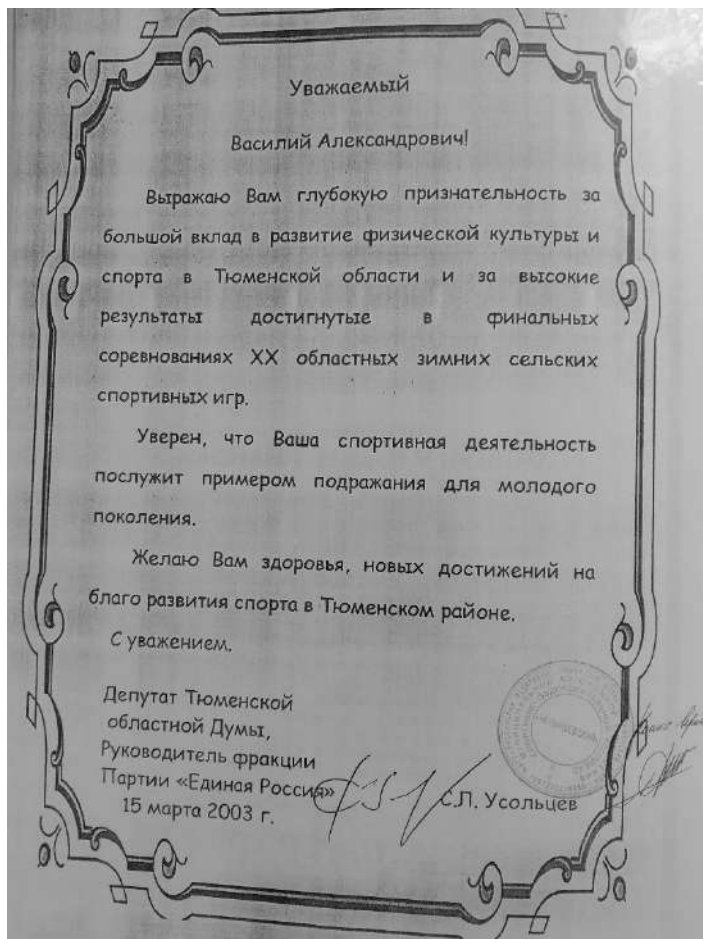 Уважаемый
Василий Александрович!
Выражаю Вам глубокую признательность за
большой вклад в развитие физической культуры и
спорта в Тюменской области и за высокие
результаты достигнутые в финальных
соревнованиях XX областных зимних сельских
спортивных игр.
Уверен, что Ваша спортивная деятельность
послужит примером подражания для молодого
поколения.
Желаю Вам здоровья, новых достижений на
благо развития спорта в Тюменском районе.
С уважением.
Депутат Тюменской
областной Думы,
Руководитель фракции
Партии «Единая Россия»
С.Л. Усольцев
15 марта 2003 г.